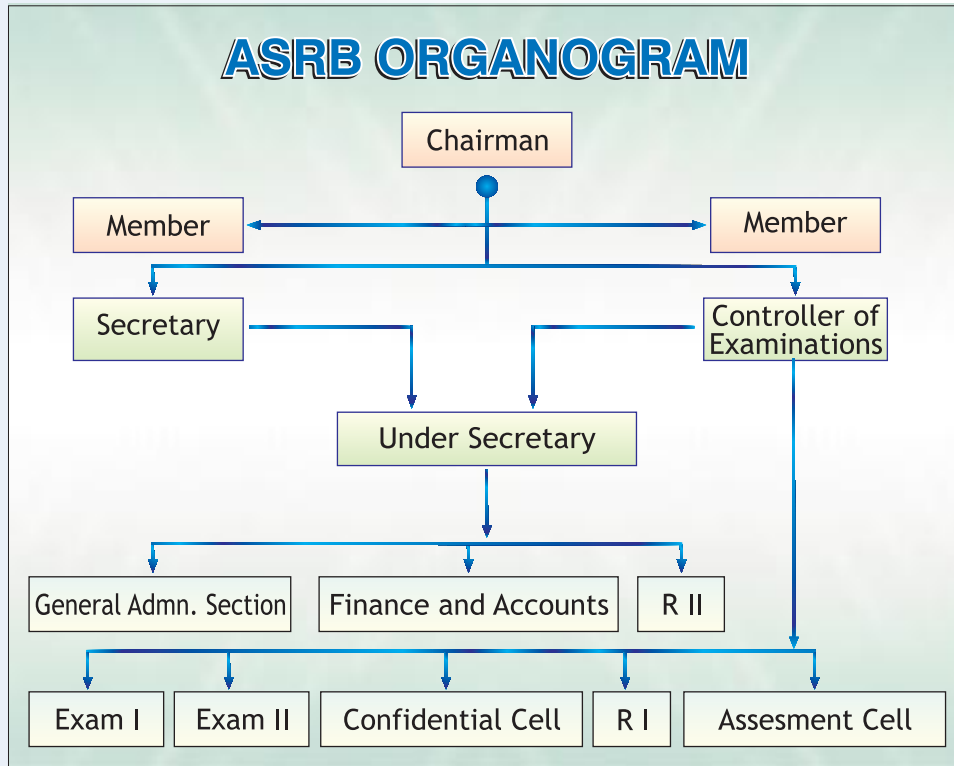 ASRB ORGANOGRAM
Chairman
Member
Member
Secretary
Controller of
Examinations
Under Secretary
General Admn. Section
Finance and Accounts
R II
Exam I
Exam II
Confidential Cell
R I
Assesment Cell